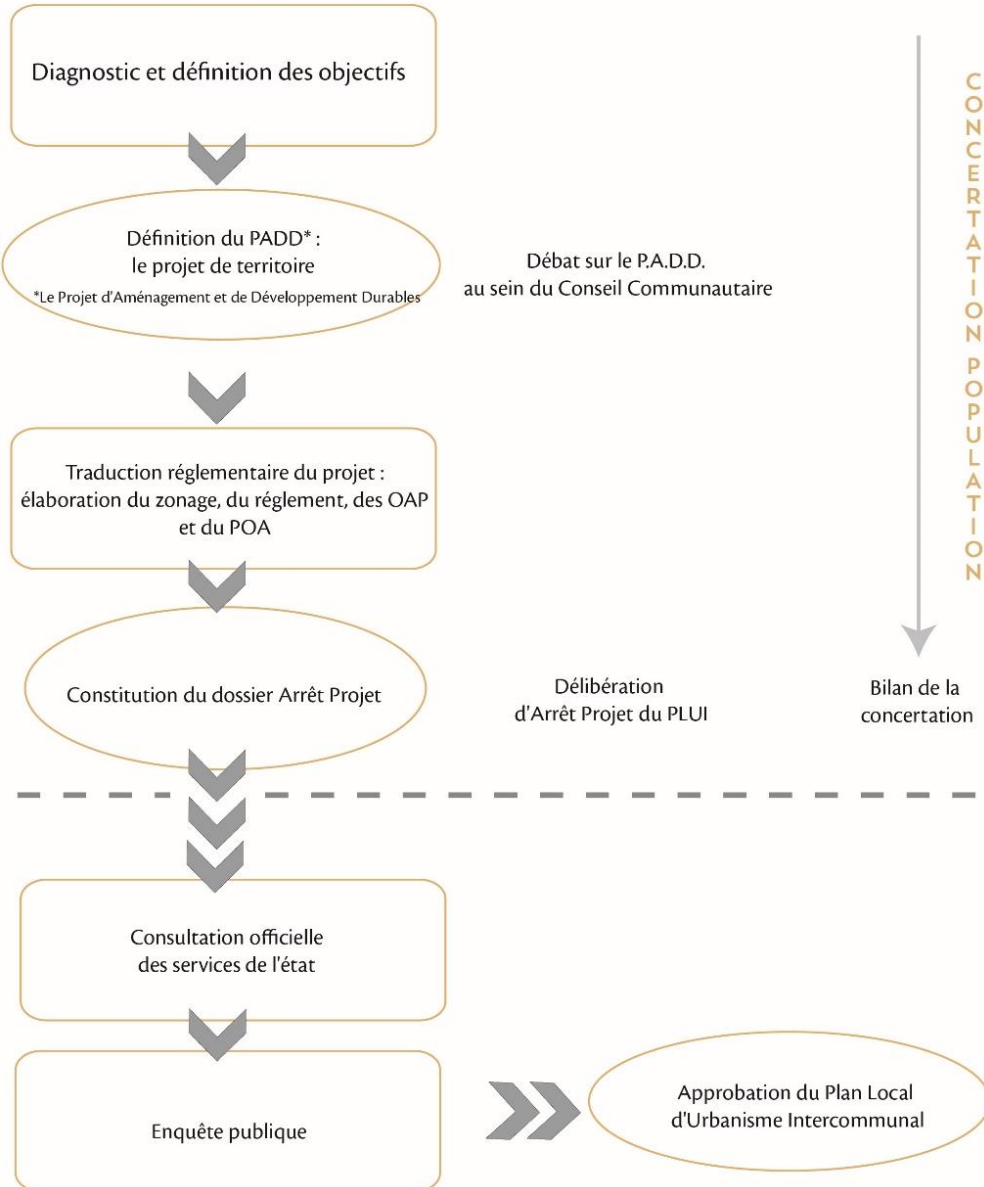 Diagnostic et définition des objectifs
Définition du PADD* :
le projet de territoire
*Le Projet d'Aménagement et de Développement Durables
Débat sur le P.A.D.D.
au sein du Conseil Communautaire
CONCERTATION POPULATION
Traduction réglementaire du projet :
élaboration du zonage, du réglement, des OAP
et du POA
Constitution du dossier Arrêt Projet
Délibération
d'Arrêt Projet du PLUI
Bilan de la
concertation
Consultation officielle
des services de l'état
Enquête publique
Approbation du Plan Local
d'Urbanisme Intercommunal